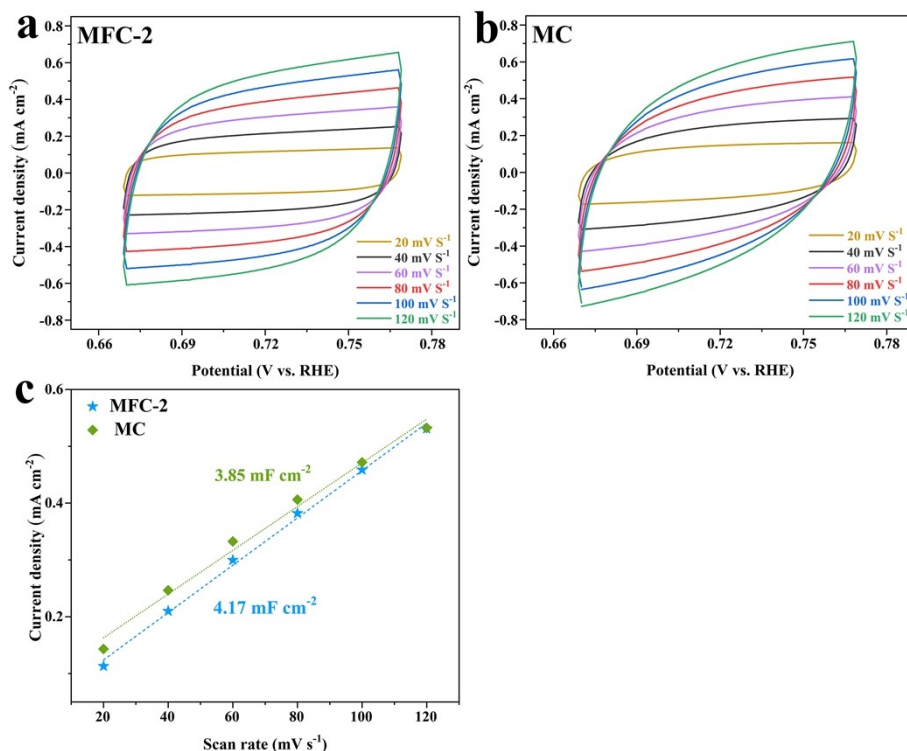 a
MFC-2
Current density (mA cm⁻²)
0.8
0.6
0.4
0.2
0.0
-0.2
-0.4
-0.6
-0.8
20 mV S⁻¹
40 mV S⁻¹
60 mV S⁻¹
80 mV S⁻¹
100 mV S⁻¹
120 mV S⁻¹
0.66 0.69 0.72 0.75 0.78
Potential (V vs. RHE)
b
MC
Current density (mA cm⁻²)
0.8
0.6
0.4
0.2
0.0
-0.2
-0.4
-0.6
-0.8
20 mV S⁻¹
40 mV S⁻¹
60 mV S⁻¹
80 mV S⁻¹
100 mV S⁻¹
120 mV S⁻¹
0.66 0.69 0.72 0.75 0.78
Potential (V vs. RHE)
c
MFC-2
MC
Current density (mA cm⁻²)
0.6
0.4
0.2
3.85 mF cm⁻²
4.17 mF cm⁻²
20 40 60 80 100 120
Scan rate (mV s⁻¹)